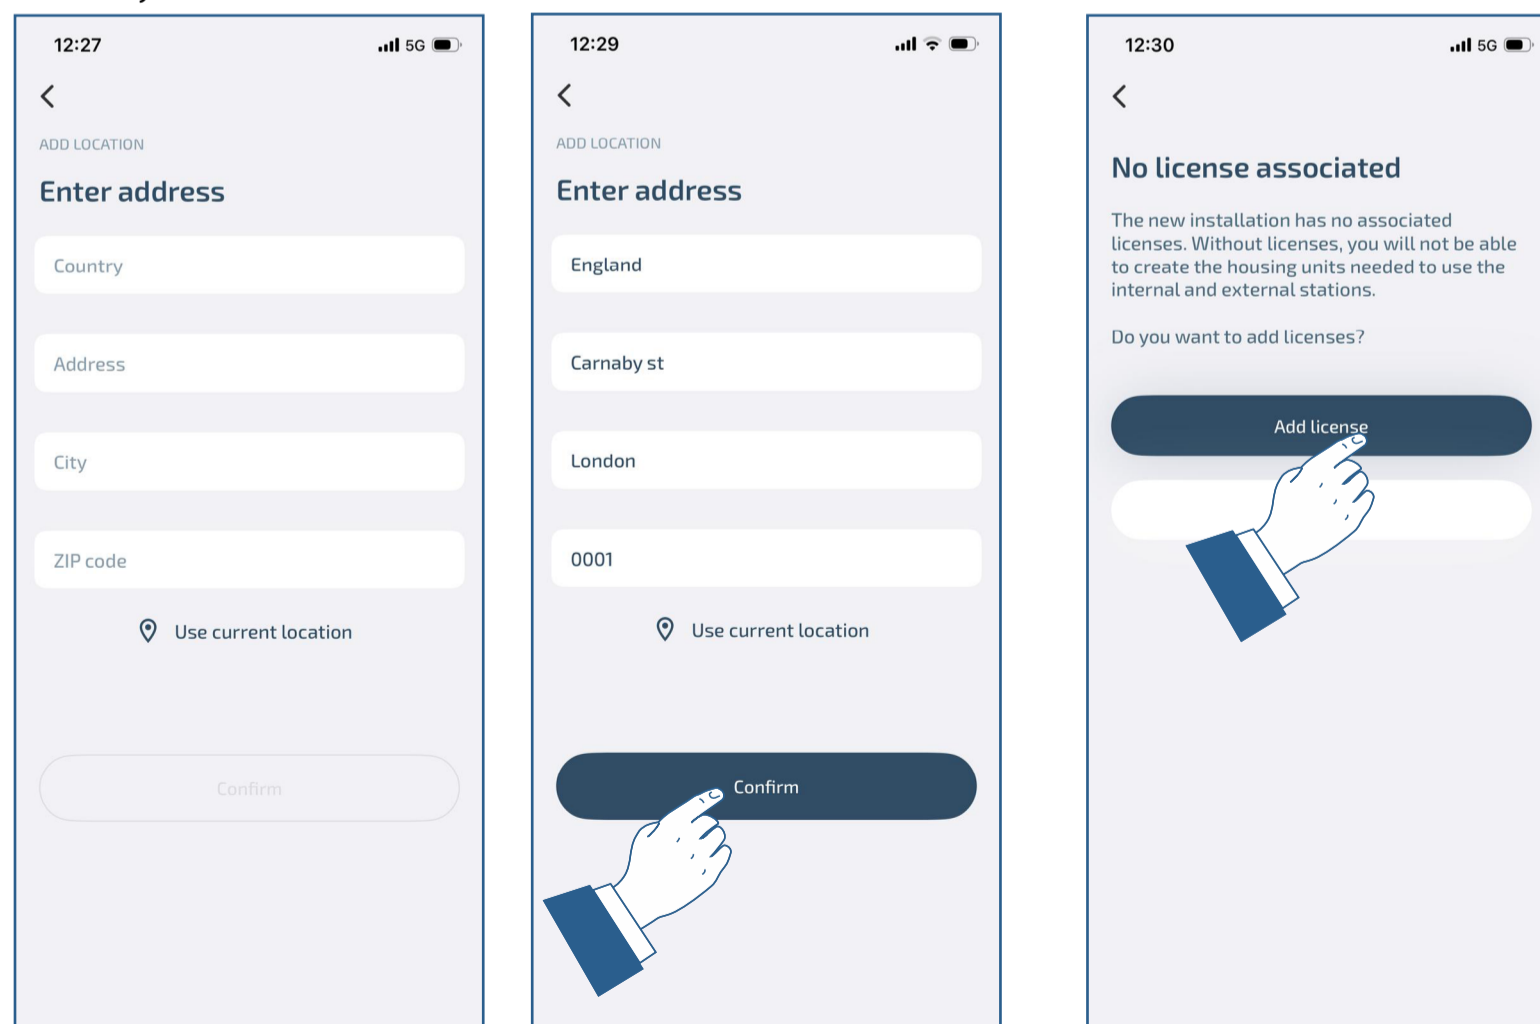 12:27
5G
ADD LOCATION
Enter address
Country
Address
City
ZIP code
Use current location
Confirm
12:29
ADD LOCATION
Enter address
England
Carnaby st
London
0001
Use current location
Confirm
12:30
5G
No license associated
The new installation has no associated
licenses. Without licenses, you will not be able
to create the housing units needed to use the
internal and external stations.
Do you want to add licenses?
Add license